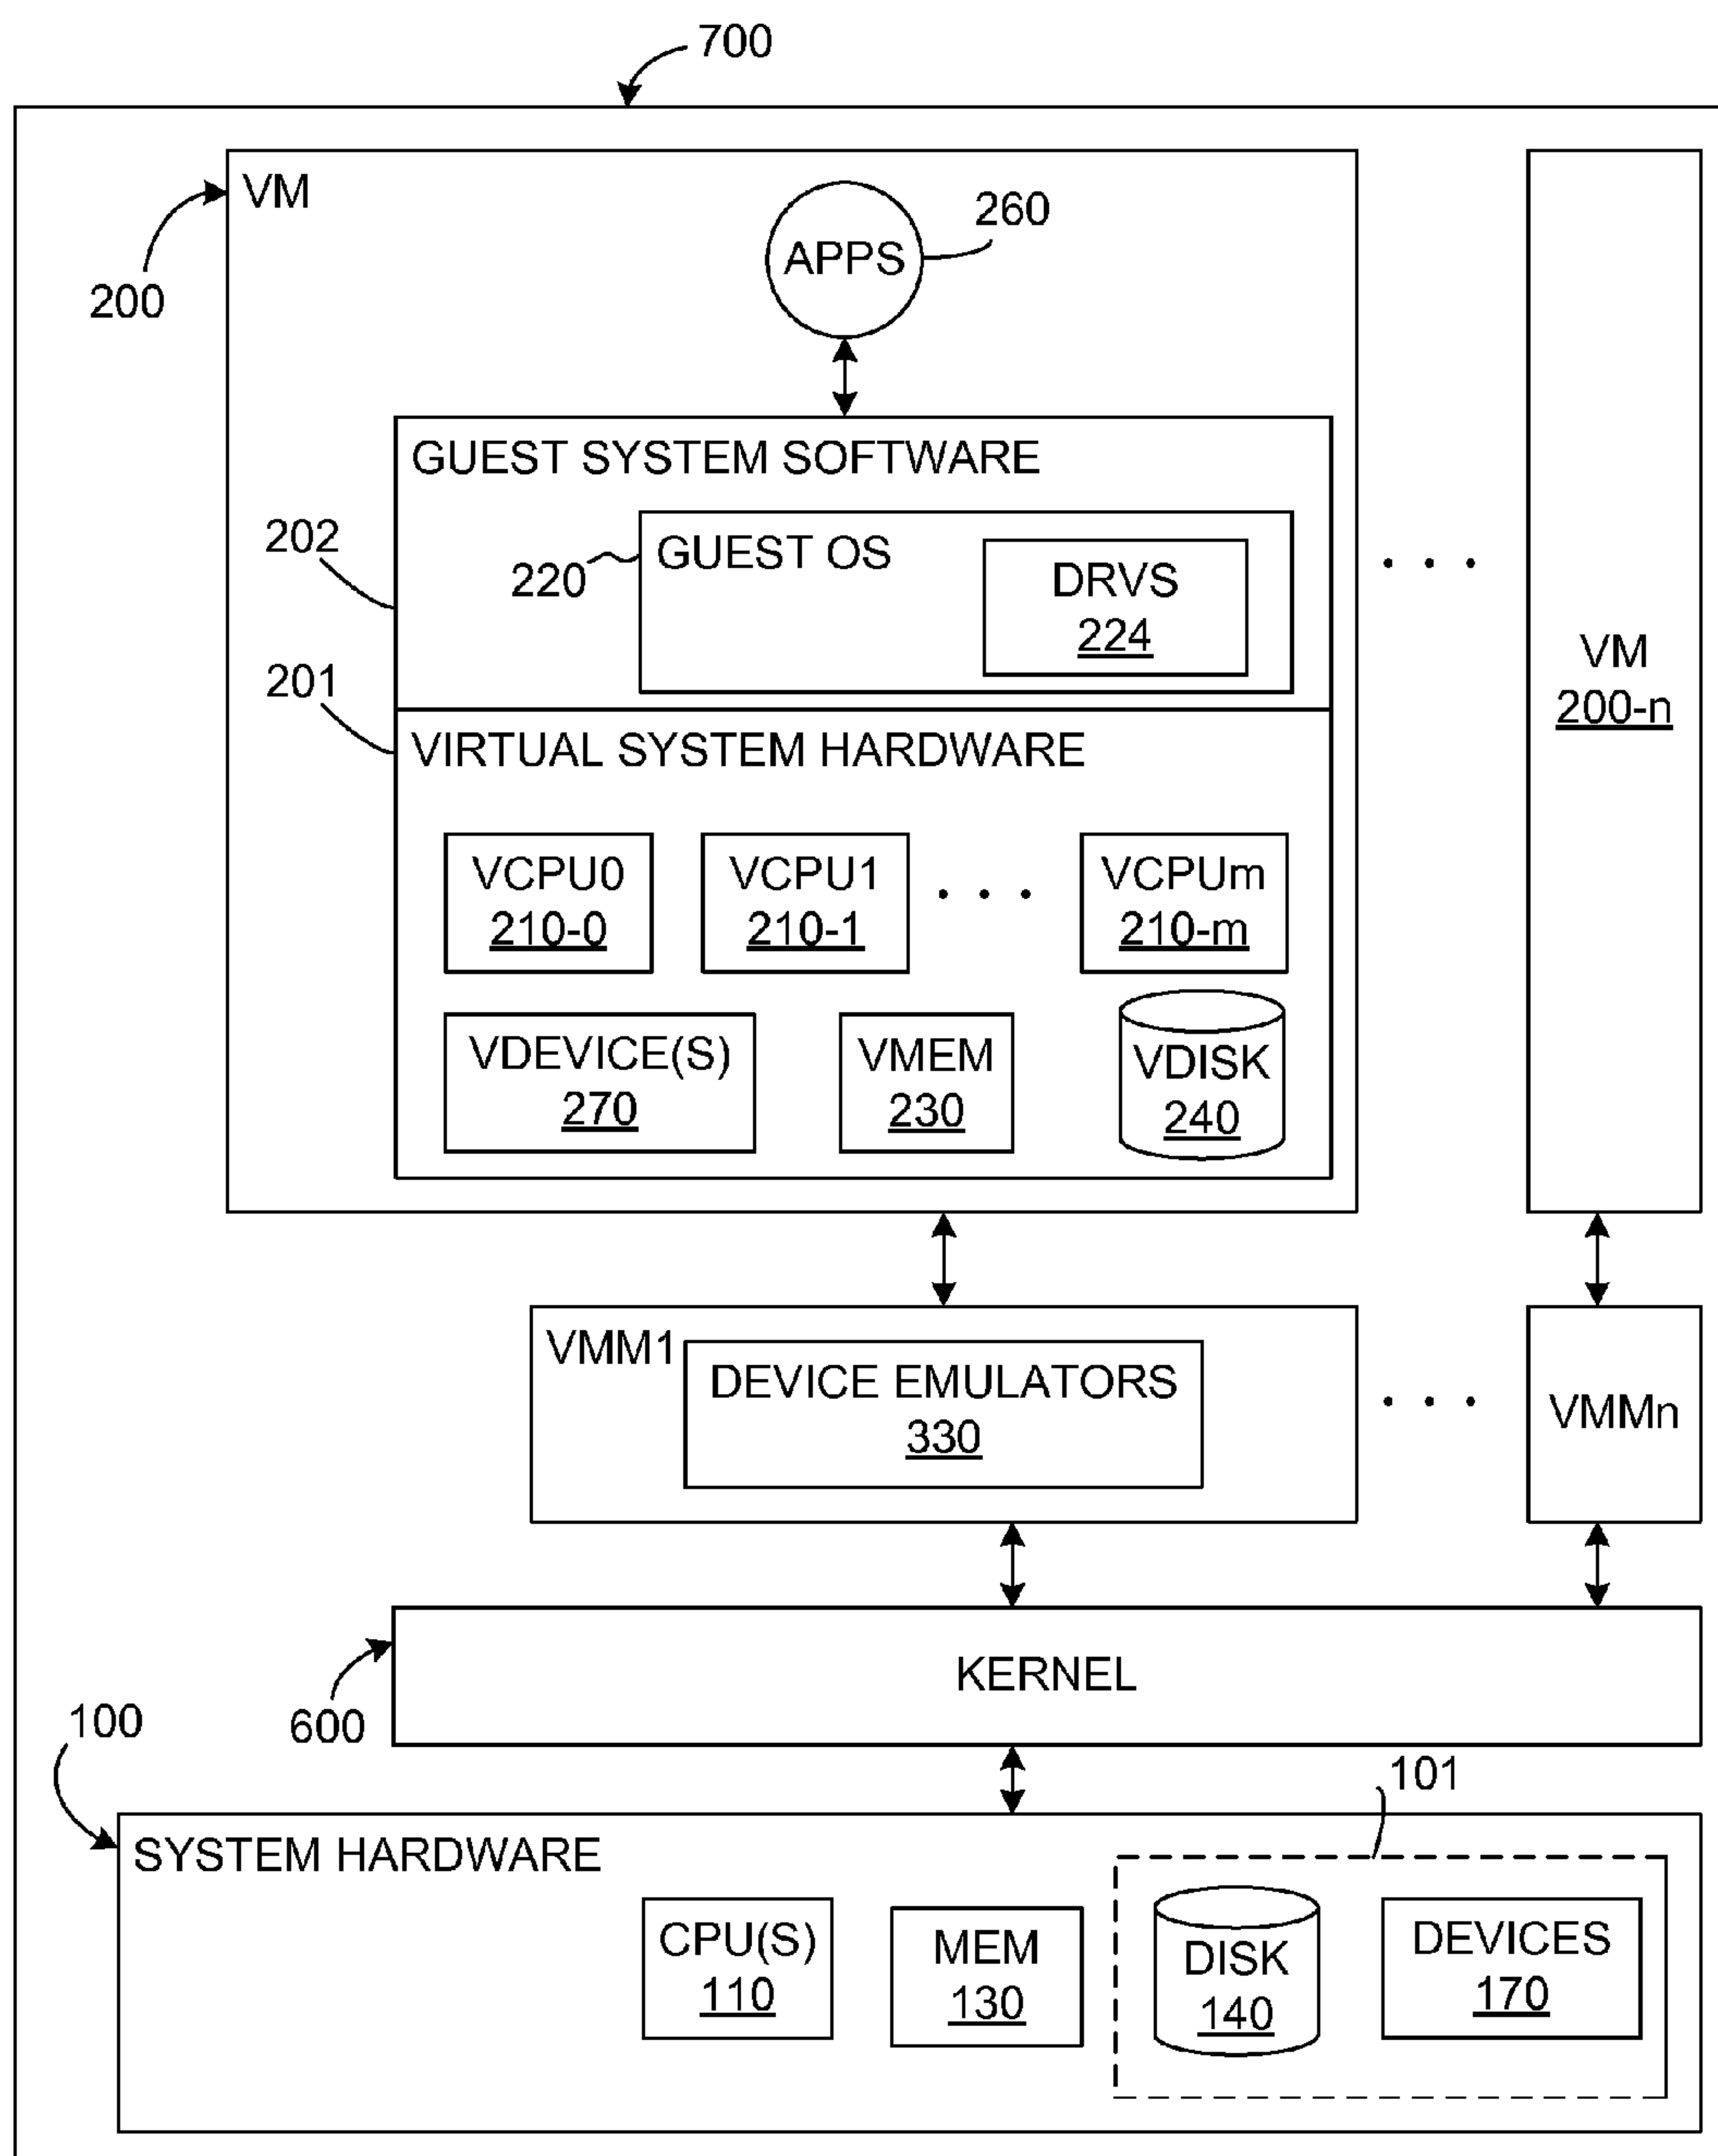 700
VM
200
APPS
260
GUEST SYSTEM SOFTWARE
202
220
GUEST OS
DRVS
224
. . .
VM
200-n
201
VIRTUAL SYSTEM HARDWARE
VCPU0
210-0
VCPU1
210-1
. . .
VCPUm
210-m
VDEVICE(S)
270
VMEM
230
VDISK
240
VMM1
DEVICE EMULATORS
330
. . .
VMMn
600
KERNEL
100
101
SYSTEM HARDWARE
CPU(S)
110
MEM
130
DISK
140
DEVICES
170